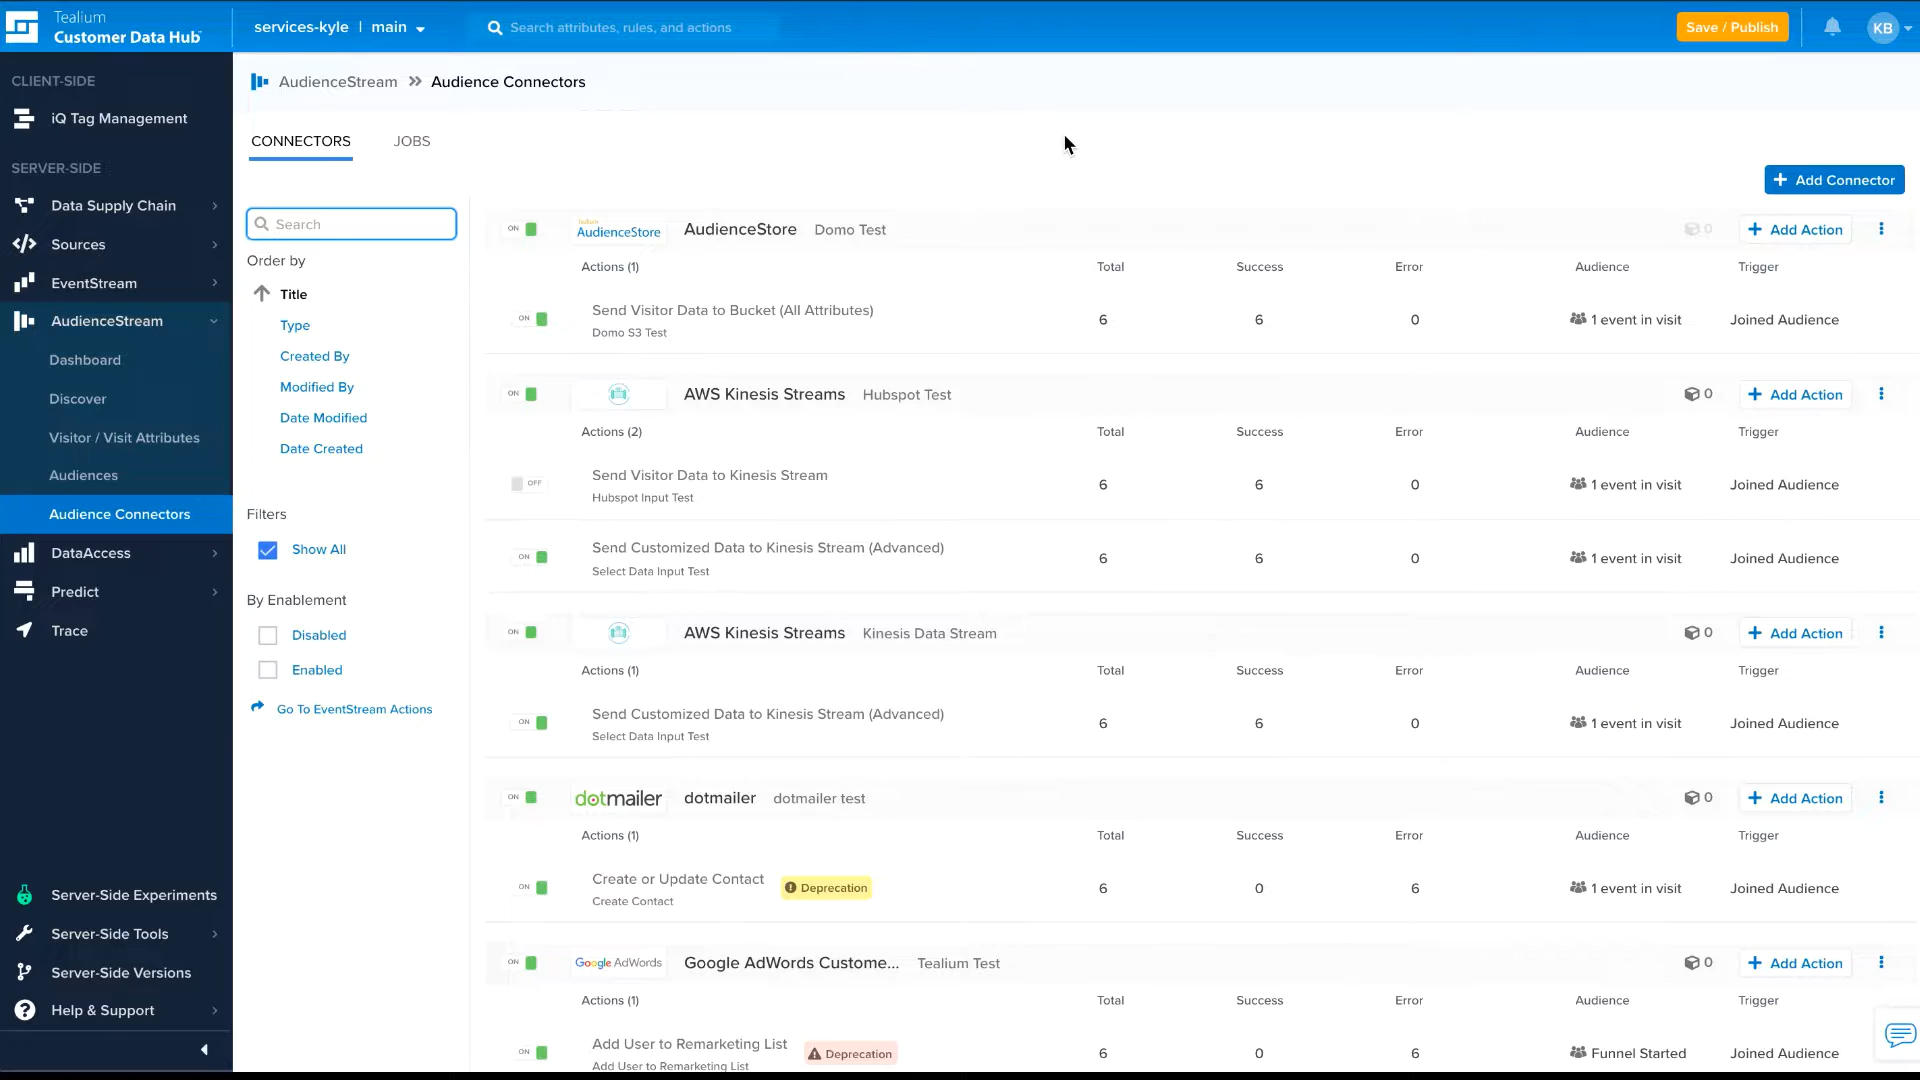 Tealium
Customer Data Hub
services-kyle | main
Search attributes, rules, and actions
Save / Publish
KB
CLIENT-SIDE
iQ Tag Management
SERVER-SIDE
Data Supply Chain
Sources
EventStream
AudienceStream
Dashboard
Discover
Visitor / Visit Attributes
Audiences
Audience Connectors
DataAccess
Predict
Trace
Server-Side Experiments
Server-Side Tools
Server-Side Versions
Help & Support
AudienceStream » Audience Connectors
CONNECTORS JOBS
+ Add Connector
Search
Order by
Title
Type
Created By
Modified By
Date Modified
Date Created
Filters
Show All
By Enablement
Disabled
Enabled
Go To EventStream Actions
ON Tealium AudienceStore AudienceStore Domo Test 0 + Add Action
Actions (1) Total Success Error Audience Trigger
ON Send Visitor Data to Bucket (All Attributes) 6 6 0 1 event in visit Joined Audience
Domo S3 Test
ON AWS Kinesis Streams Hubspot Test 0 + Add Action
Actions (2) Total Success Error Audience Trigger
OFF Send Visitor Data to Kinesis Stream 6 6 0 1 event in visit Joined Audience
Hubspot Input Test
ON Send Customized Data to Kinesis Stream (Advanced) 6 6 0 1 event in visit Joined Audience
Select Data Input Test
ON AWS Kinesis Streams Kinesis Data Stream 0 + Add Action
Actions (1) Total Success Error Audience Trigger
ON Send Customized Data to Kinesis Stream (Advanced) 6 6 0 1 event in visit Joined Audience
Select Data Input Test
ON dotmailer dotmailer dotmailer test 0 + Add Action
Actions (1) Total Success Error Audience Trigger
ON Create or Update Contact Deprecation 6 0 6 1 event in visit Joined Audience
Create Contact
ON Google AdWords Google AdWords Custome... Tealium Test 0 + Add Action
Actions (1) Total Success Error Audience Trigger
ON Add User to Remarketing List Deprecation 6 0 6 Funnel Started Joined Audience
Add User to Remarketing List